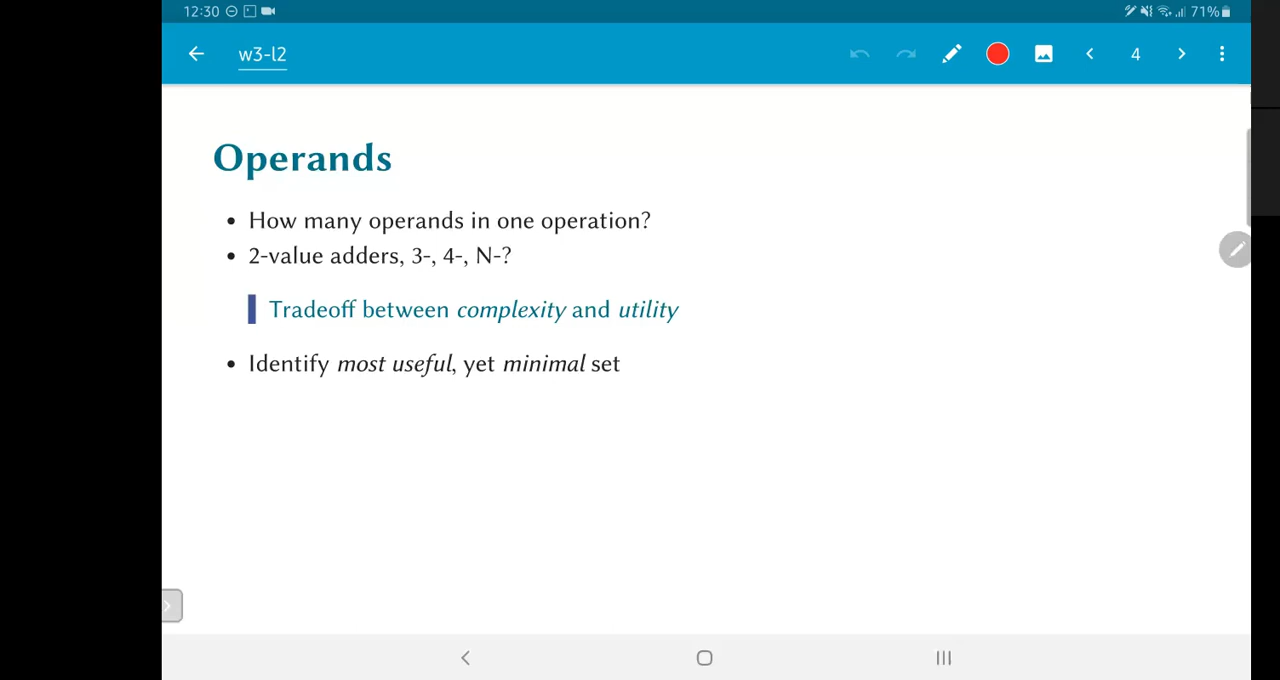 12:30
71%
w3-l2
4
Operands
• How many operands in one operation?
• 2-value adders, 3-, 4-, N-?
Tradeoff between complexity and utility
• Identify most useful, yet minimal set